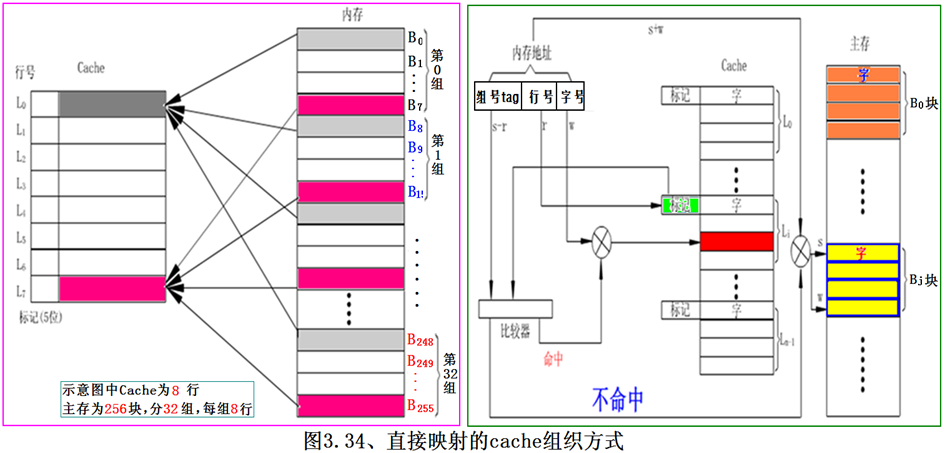 内存
Cache
行号
L0
L1
L2
L3
L4
L5
L6
L7
标记(5位)
B0
B1
B7
第0组
B8
B9
B15
第1组
B248
B249
B255
第32组
示意图中Cache为8 行
主存为256块,分32组,每组8行
s+w
内存地址
组号tag 行号 字号
s-r
r
w
Cache
标记 字
L0
标记 字
Li
标记 字
Ln-1
比较器
命中
不命中
主存
字
B0块
s
字
w
Bj块
图3.34、直接映射的cache组织方式